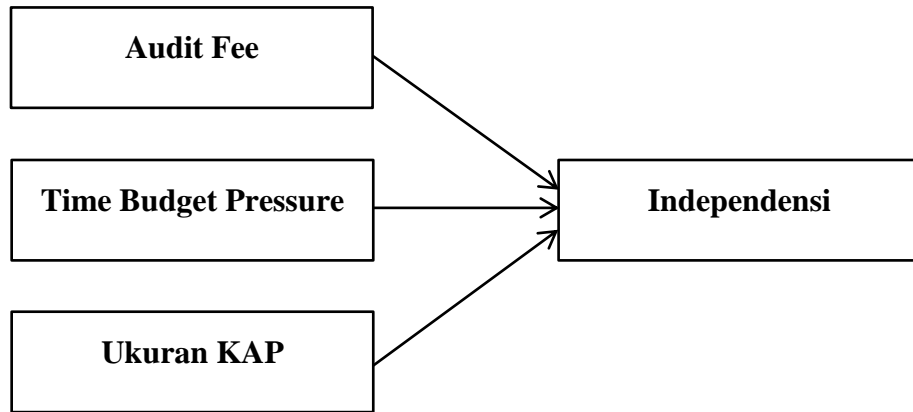 Audit Fee
Time Budget Pressure
Independensi
Ukuran KAP